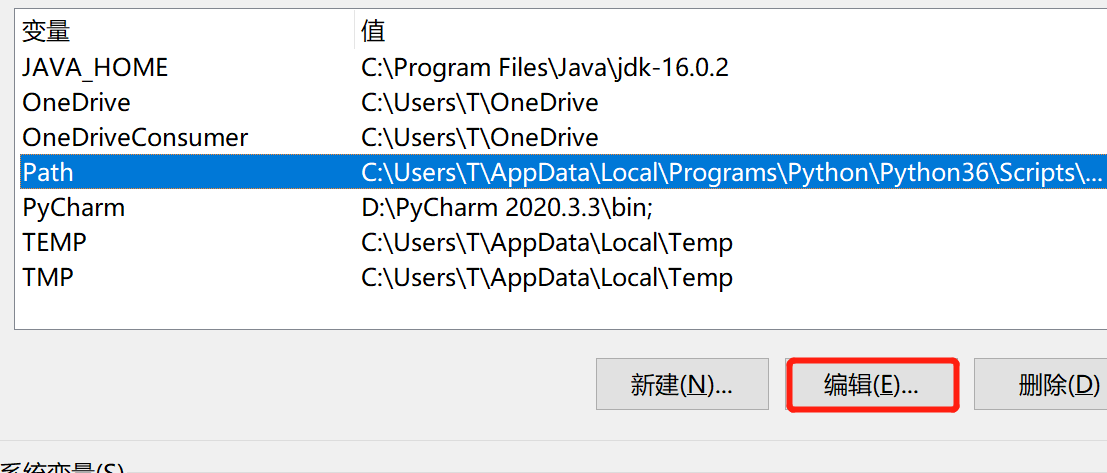 变量 值
JAVA_HOME C:\Program Files\Java\jdk-16.0.2
OneDrive C:\Users\T\OneDrive
OneDriveConsumer C:\Users\T\OneDrive
Path C:\Users\T\AppData\Local\Programs\Python\Python36\Scripts\...
PyCharm D:\PyCharm 2020.3.3\bin;
TEMP C:\Users\T\AppData\Local\Temp
TMP C:\Users\T\AppData\Local\Temp
新建(N)... 编辑(E)... 删除(D)
系统变量(S)